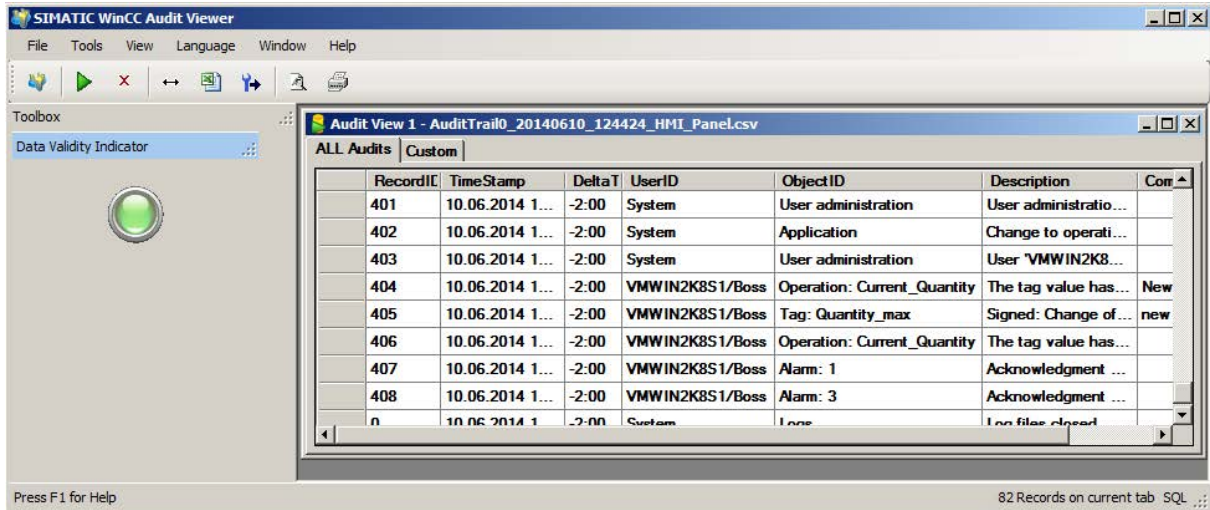 SIMATIC WinCC Audit Viewer
File Tools View Language Window Help
Toolbox
Data Validity Indicator
Audit View 1 - AuditTrail0_20140610_124424_HMI_Panel.csv
ALL Audits Custom
RecordID TimeStamp DeltaT UserID ObjectID Description Com
401 10.06.2014 1... -2:00 System User administration User administratio...
402 10.06.2014 1... -2:00 System Application Change to operati...
403 10.06.2014 1... -2:00 System User administration User 'VMWIN2K8...
404 10.06.2014 1... -2:00 VMWIN2K8S1/Boss Operation: Current_Quantity The tag value has... New
405 10.06.2014 1... -2:00 VMWIN2K8S1/Boss Tag: Quantity_max Signed: Change of... new
406 10.06.2014 1... -2:00 VMWIN2K8S1/Boss Operation: Current_Quantity The tag value has...
407 10.06.2014 1... -2:00 VMWIN2K8S1/Boss Alarm: 1 Acknowledgment ...
408 10.06.2014 1... -2:00 VMWIN2K8S1/Boss Alarm: 3 Acknowledgment ...
0 10.06.2014 1 -2:00 System Logs Log files closed
Press F1 for Help 82 Records on current tab SQL